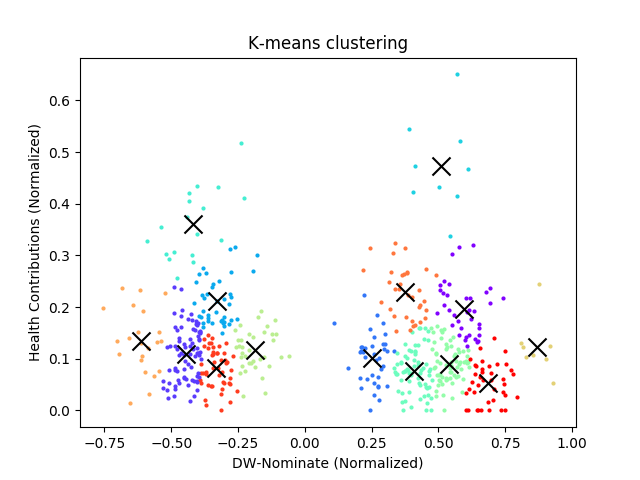 K-means clustering
Health Contributions (Normalized)
0.6
0.5
0.4
0.3
0.2
0.1
0.0
−0.75 −0.50 −0.25 0.00 0.25 0.50 0.75 1.00
DW-Nominate (Normalized)